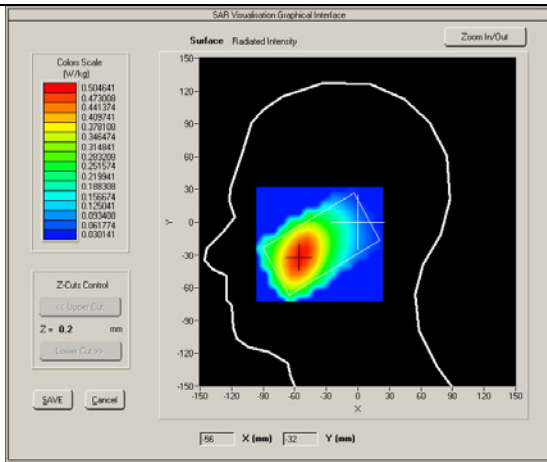 SAR Visualisation Graphical Interface
Surface Radiated Intensity
Zoom In/Out
Colors Scale
(W/kg)
0.504641
0.473008
0.441374
0.409741
0.378108
0.346474
0.314841
0.283208
0.251574
0.219941
0.188308
0.156674
0.125041
0.093408
0.061774
0.030141
Z-Cuts Control
<< Upper Cut
Z = 0.2 mm
Lower Cut >>
SAVE
Cancel
150
120
90
60
30
0
-30
-60
-90
-120
-150
Y
-150 -120 -90 -60 -30 0 30 60 90 120 150
X
-56 X (mm) -32 Y (mm)